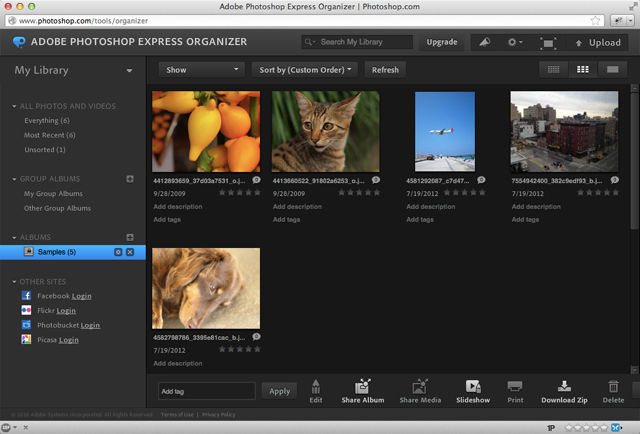 Adobe Photoshop Express Organizer | Photoshop.com
www.photoshop.com/tools/organizer
ADOBE PHOTOSHOP EXPRESS ORGANIZER
Search My Library
Upgrade
Upload
My Library
Show
Sort by (Custom Order)
Refresh
ALL PHOTOS AND VIDEOS
Everything (6)
Most Recent (6)
Unsorted (1)
GROUP ALBUMS
My Group Albums
Other Group Albums
ALBUMS
Samples (5)
OTHER SITES
Facebook Login
Flickr Login
Photobucket Login
Picasa Login
4412893659_37d03a7531_o.j...
9/28/2009
Add description
Add tags
4413660522_91802a6253_o.j...
9/28/2009
Add description
Add tags
4581292087_c7d47...
7/19/2012
Add description
Add tags
7554942400_382c9edf93_b.j...
7/19/2012
Add description
Add tags
4582798786_3395e81cac_b.j...
7/19/2012
Add description
Add tag
Apply
Edit
Share Album
Share Media
Slideshow
Print
Download Zip
Delete
© 2010 Adobe Systems Incorporated. All Rights Reserved.
Terms of Use | Privacy Policy